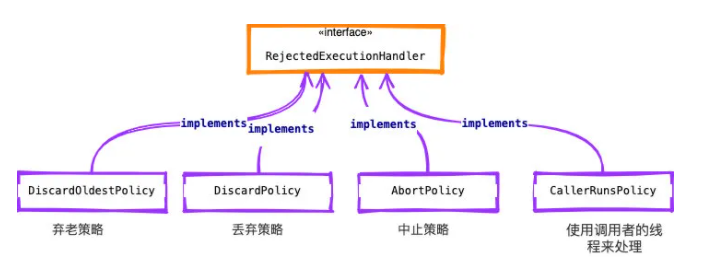 «interface»
RejectedExecutionHandler
implements
implements
implements
implements
DiscardOldestPolicy
DiscardPolicy
AbortPolicy
CallerRunsPolicy
弃老策略
丢弃策略
中止策略
使用调用者的线
程来处理